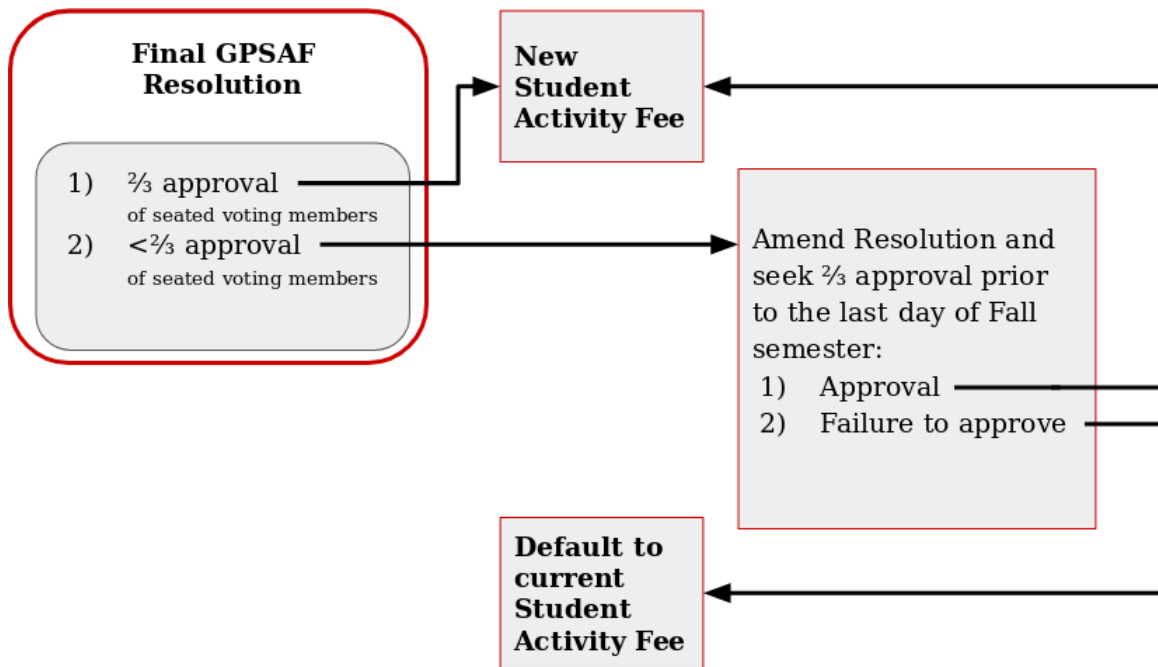 Final GPSAF
Resolution
1) ⅔ approval
of seated voting members
2) <⅔ approval
of seated voting members
New
Student
Activity Fee
Amend Resolution and
seek ⅔ approval prior
to the last day of Fall
semester:
1) Approval
2) Failure to approve
Default to
current
Student
Activity Fee